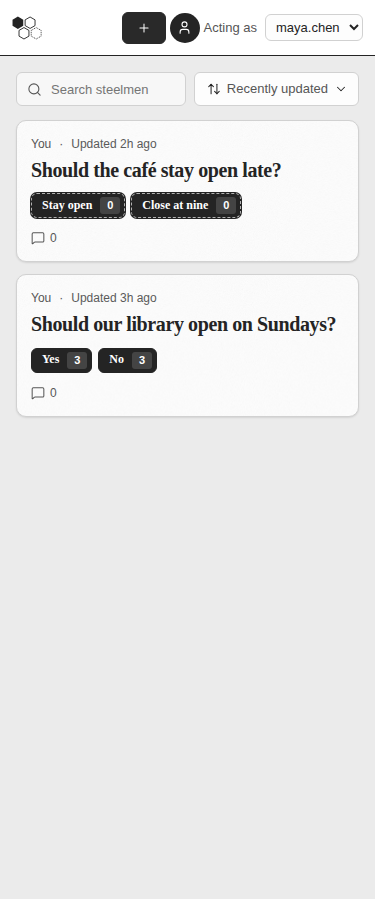 Acting as maya.chen
Search steelmen Recently updated
You · Updated 2h ago
Should the café stay open late?
Stay open 0 Close at nine 0
0
You · Updated 3h ago
Should our library open on Sundays?
Yes 3 No 3
0